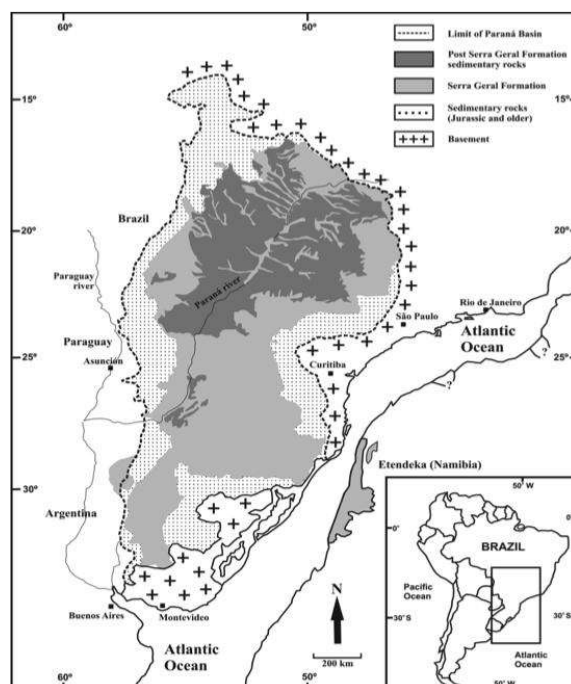 60°
50°
Limit of Paraná Basin
Post Serra Geral Formation
sedimentary rocks
Serra Geral Formation
Sedimentary rocks
(Jurassic and older)
Basement
15°
15°
Brazil
20°
20°
Paraguay
river
Paraná river
Rio de Janeiro
São Paulo
Atlantic
Ocean
Paraguay
Asunción
25°
25°
Curitiba
?
?
Etendeka (Namibia)
30°
Argentina
50° W
0°
0°
BRAZIL
Pacific
Ocean
N
30°S
30°S
Buenos Aires
Montevideo
Atlantic
Ocean
200 km
Atlantic
Ocean
50° W
60°
50°